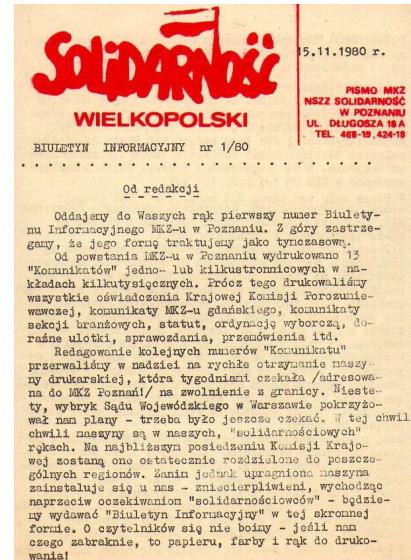 SOLIDARNOŚĆ
WIELKOPOLSKI
15.11.1980 r.
PISMO MKZ
NSZZ SOLIDARNOŚĆ
W POZNANIU
UL. DŁUGOSZA 18 A
TEL. 468-19, 424-18
BIULETYN INFORMACYJNY nr 1/80
Od redakcji
Oddajemy do Waszych rąk pierwszy numer Biulety-
nu Informacyjnego MKZ-u w Poznaniu. Z góry zastrze-
gamy, że jego formę traktujemy jako tymczasową.
Od powstania MKZ-u w Poznaniu wydrukowano 13
"Komunikatów" jedno- lub kilkustronnicowych w na-
kładach kilkutysięcznych. Prócz tego drukowaliśmy
wszystkie oświadczenia Krajowej Komisji Porozumie-
wawczej, komunikaty MKZ-u gdańskiego, komunikaty
sekcji branżowych, statut, ordynację wyborczą, do-
raźne ulotki, sprawozdania, przemówienia itd.
Redagowanie kolejnych numerów "Komunikatu"
przerwaliśmy w nadziei na rychłe otrzymanie maszy-
ny drukarskiej, która tygodniami czekała /adresowa-
na do MKZ Poznań!/ na zwolnienie z granicy. Nieste-
ty, wybryk Sądu Wojewódzkiego w Warszawie pokrzyżo-
wał nam plany - trzeba było jeszcze czekać. W tej chwil
chwili maszyny są w naszych, "solidarnościowych"
rękach. Na najbliższym posiedzeniu Komisji Krajo-
wej zostaną one ostatecznie rozdzielone do poszcze-
gólnych regionów. Zanim jednak upragniona maszyna
zainstaluje się u nas - zniecierpliwieni, wychodząc
naprzeciw oczekiwaniom "solidarnościowców" - będzie-
my wydawać "Biuletyn Informacyjny" w tej skromnej
formie. O czytelników się nie boimy - jeśli nam
czego zabraknie, to papieru, farby i rąk do druko-
wania!